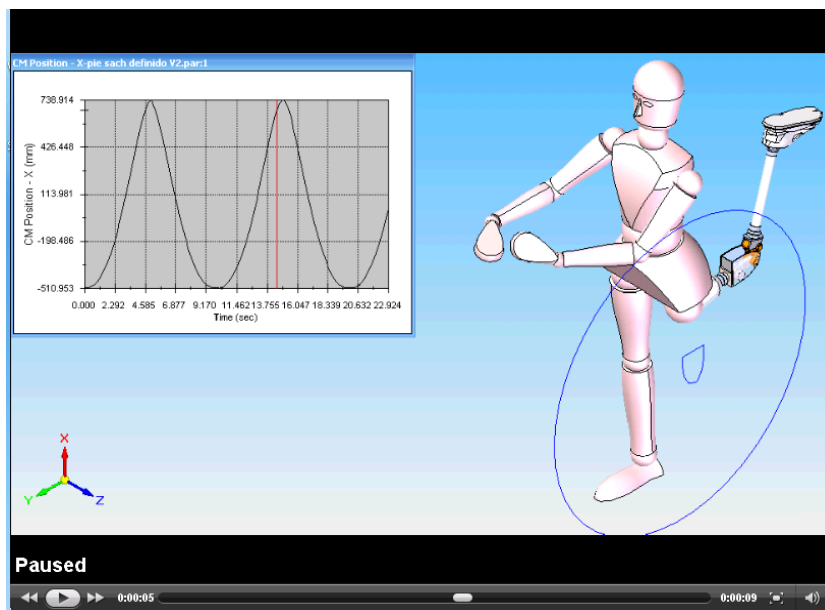 CM Position - X-pie sach definido V2.par:1
738.914
426.448
113.981
-198.486
-510.953
CM Position - X (mm)
0.000 2.292 4.585 6.877 9.170 11.462 13.755 16.047 18.339 20.632 22.924
Time (sec)
X
Y
Z
Paused
0:00:05
0:00:09